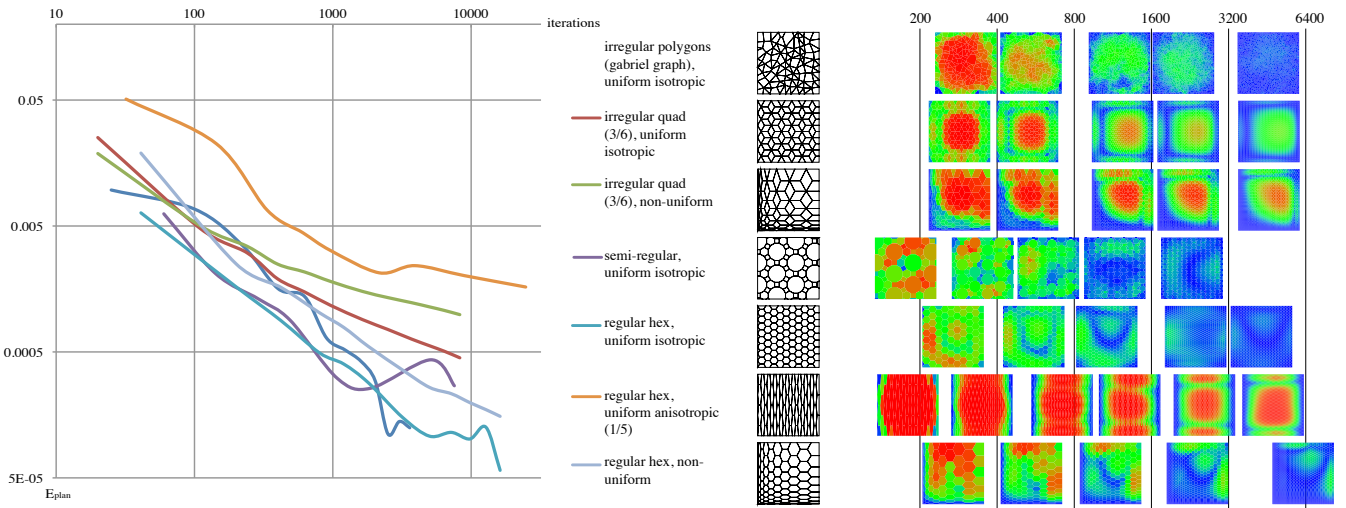 10 100 1000 10000 iterations
0.05
0.005
0.0005
5E-05
Eplan
irregular polygons
(gabriel graph),
uniform isotropic
irregular quad
(3/6), uniform
isotropic
irregular quad
(3/6), non-uniform
semi-regular,
uniform isotropic
regular hex,
uniform isotropic
regular hex,
uniform anisotropic
(1/5)
regular hex, non-
uniform
200 400 800 1600 3200 6400